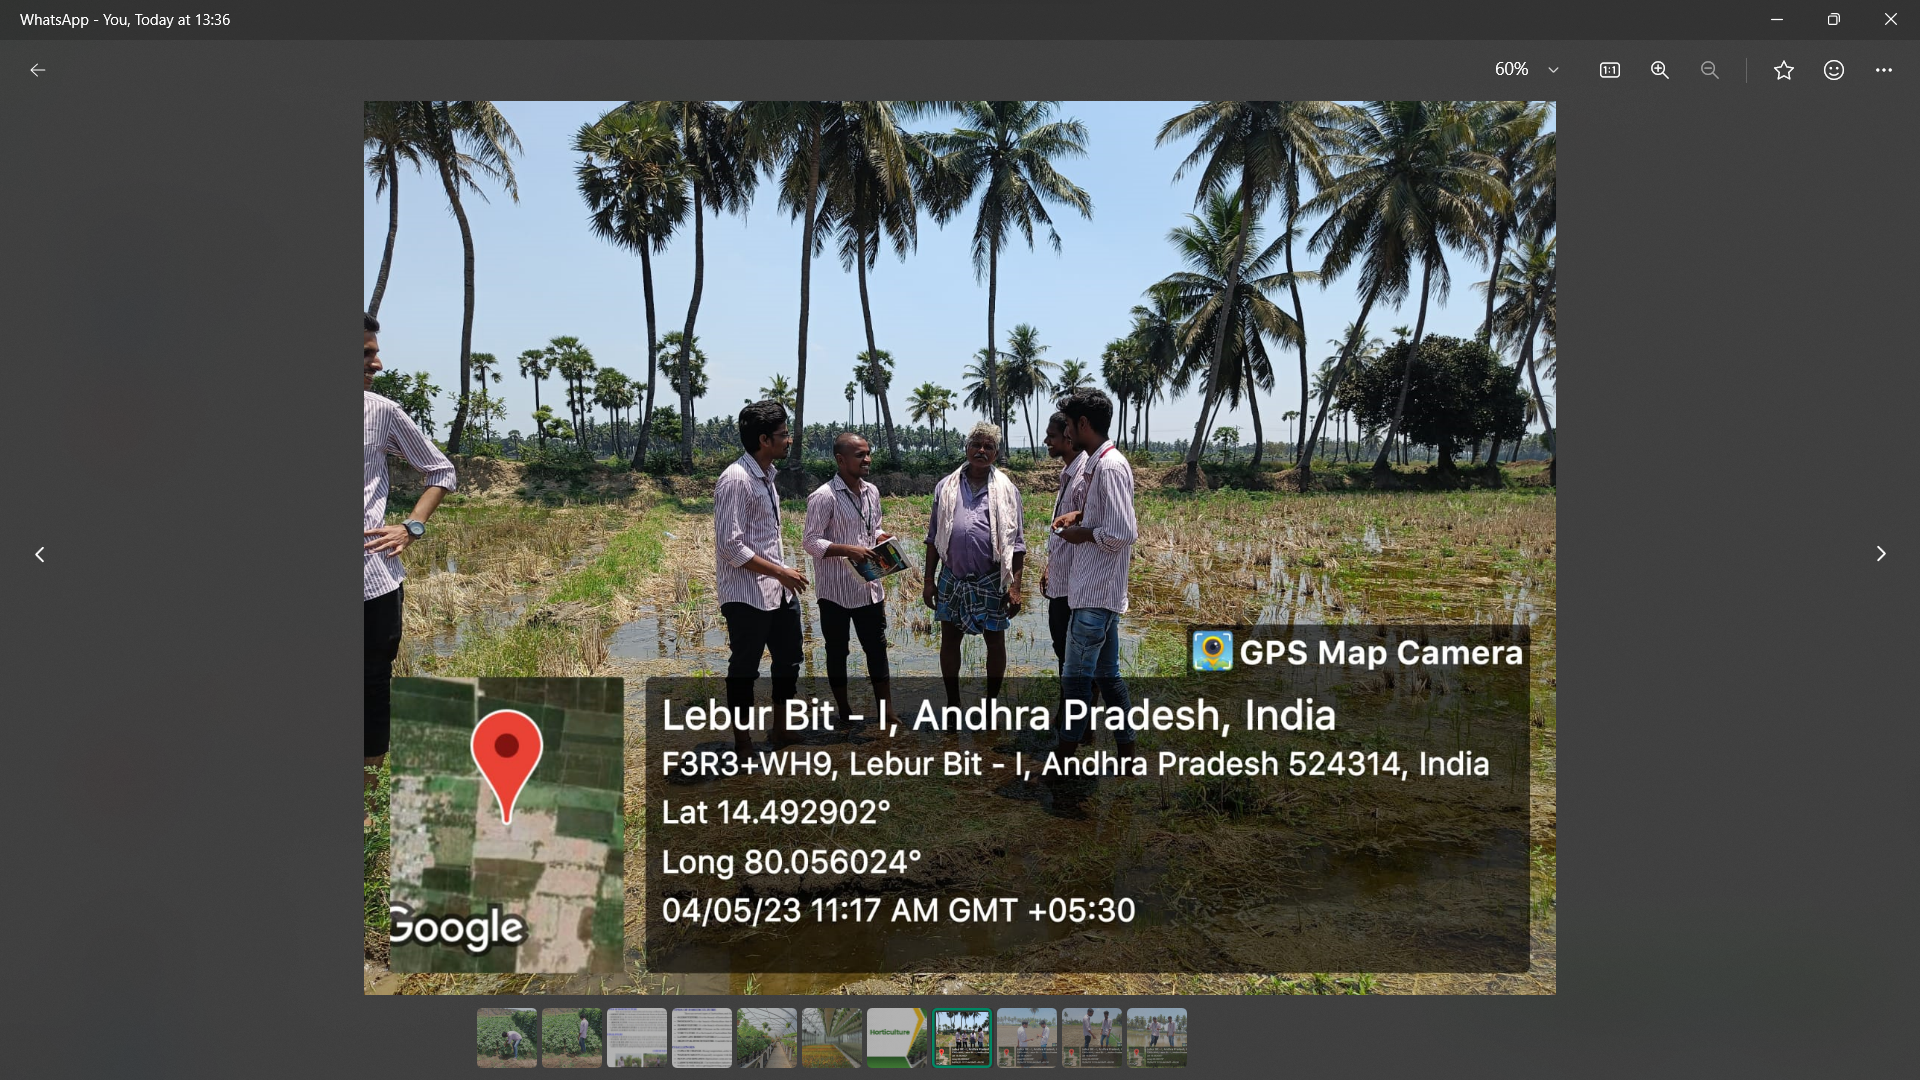 WhatsApp - You, Today at 13:36
60%
1:1
GPS Map Camera
Lebur Bit - I, Andhra Pradesh, India
F3R3+WH9, Lebur Bit - I, Andhra Pradesh 524314, India
Lat 14.492902°
Long 80.056024°
04/05/23 11:17 AM GMT +05:30
Google
Horticulture